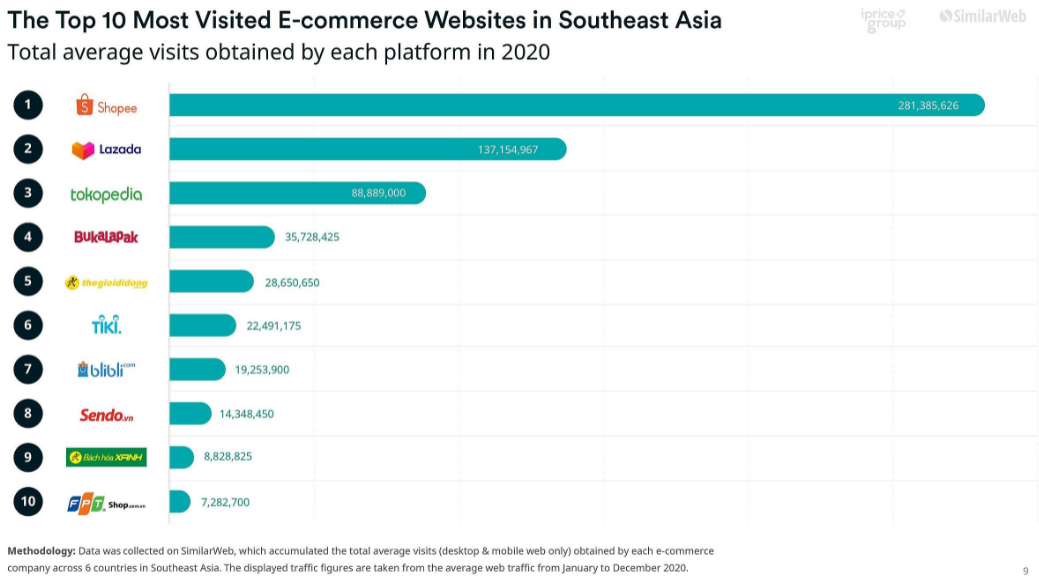 The Top 10 Most Visited E-commerce Websites in Southeast Asia
iprice group
SimilarWeb
Total average visits obtained by each platform in 2020
1 Shopee 281,385,626
2 Lazada 137,154,967
3 tokopedia 88,889,000
4 BukaLapak 35,728,425
5 thegioididong 28,650,650
6 TIKI. 22,491,175
7 blibli.com 19,253,900
8 Sendo.vn 14,348,450
9 Bách hóa XANH 8,828,825
10 FPT Shop.com.vn 7,282,700
Methodology: Data was collected on SimilarWeb, which accumulated the total average visits (desktop & mobile web only) obtained by each e-commerce
company across 6 countries in Southeast Asia. The displayed traffic figures are taken from the average web traffic from January to December 2020.
9